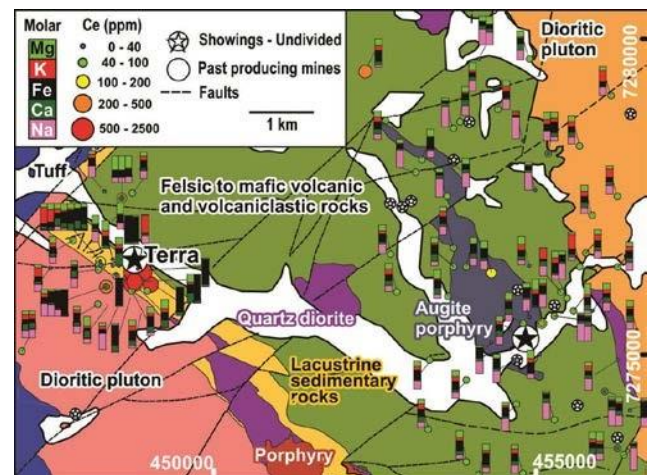 Molar
Mg
K
Fe
Ca
Na
Ce (ppm)
0 - 40
40 - 100
100 - 200
200 - 500
500 - 2500
Showings - Undivided
Past producing mines
Faults
1 km
Dioritic
pluton
7280000
Tuff
Felsic to mafic volcanic
and volcaniclastic rocks
Terra
Quartz diorite
Augite
porphyry
Lacustrine
sedimentary
rocks
Dioritic pluton
Porphyry
7275000
450000
455000